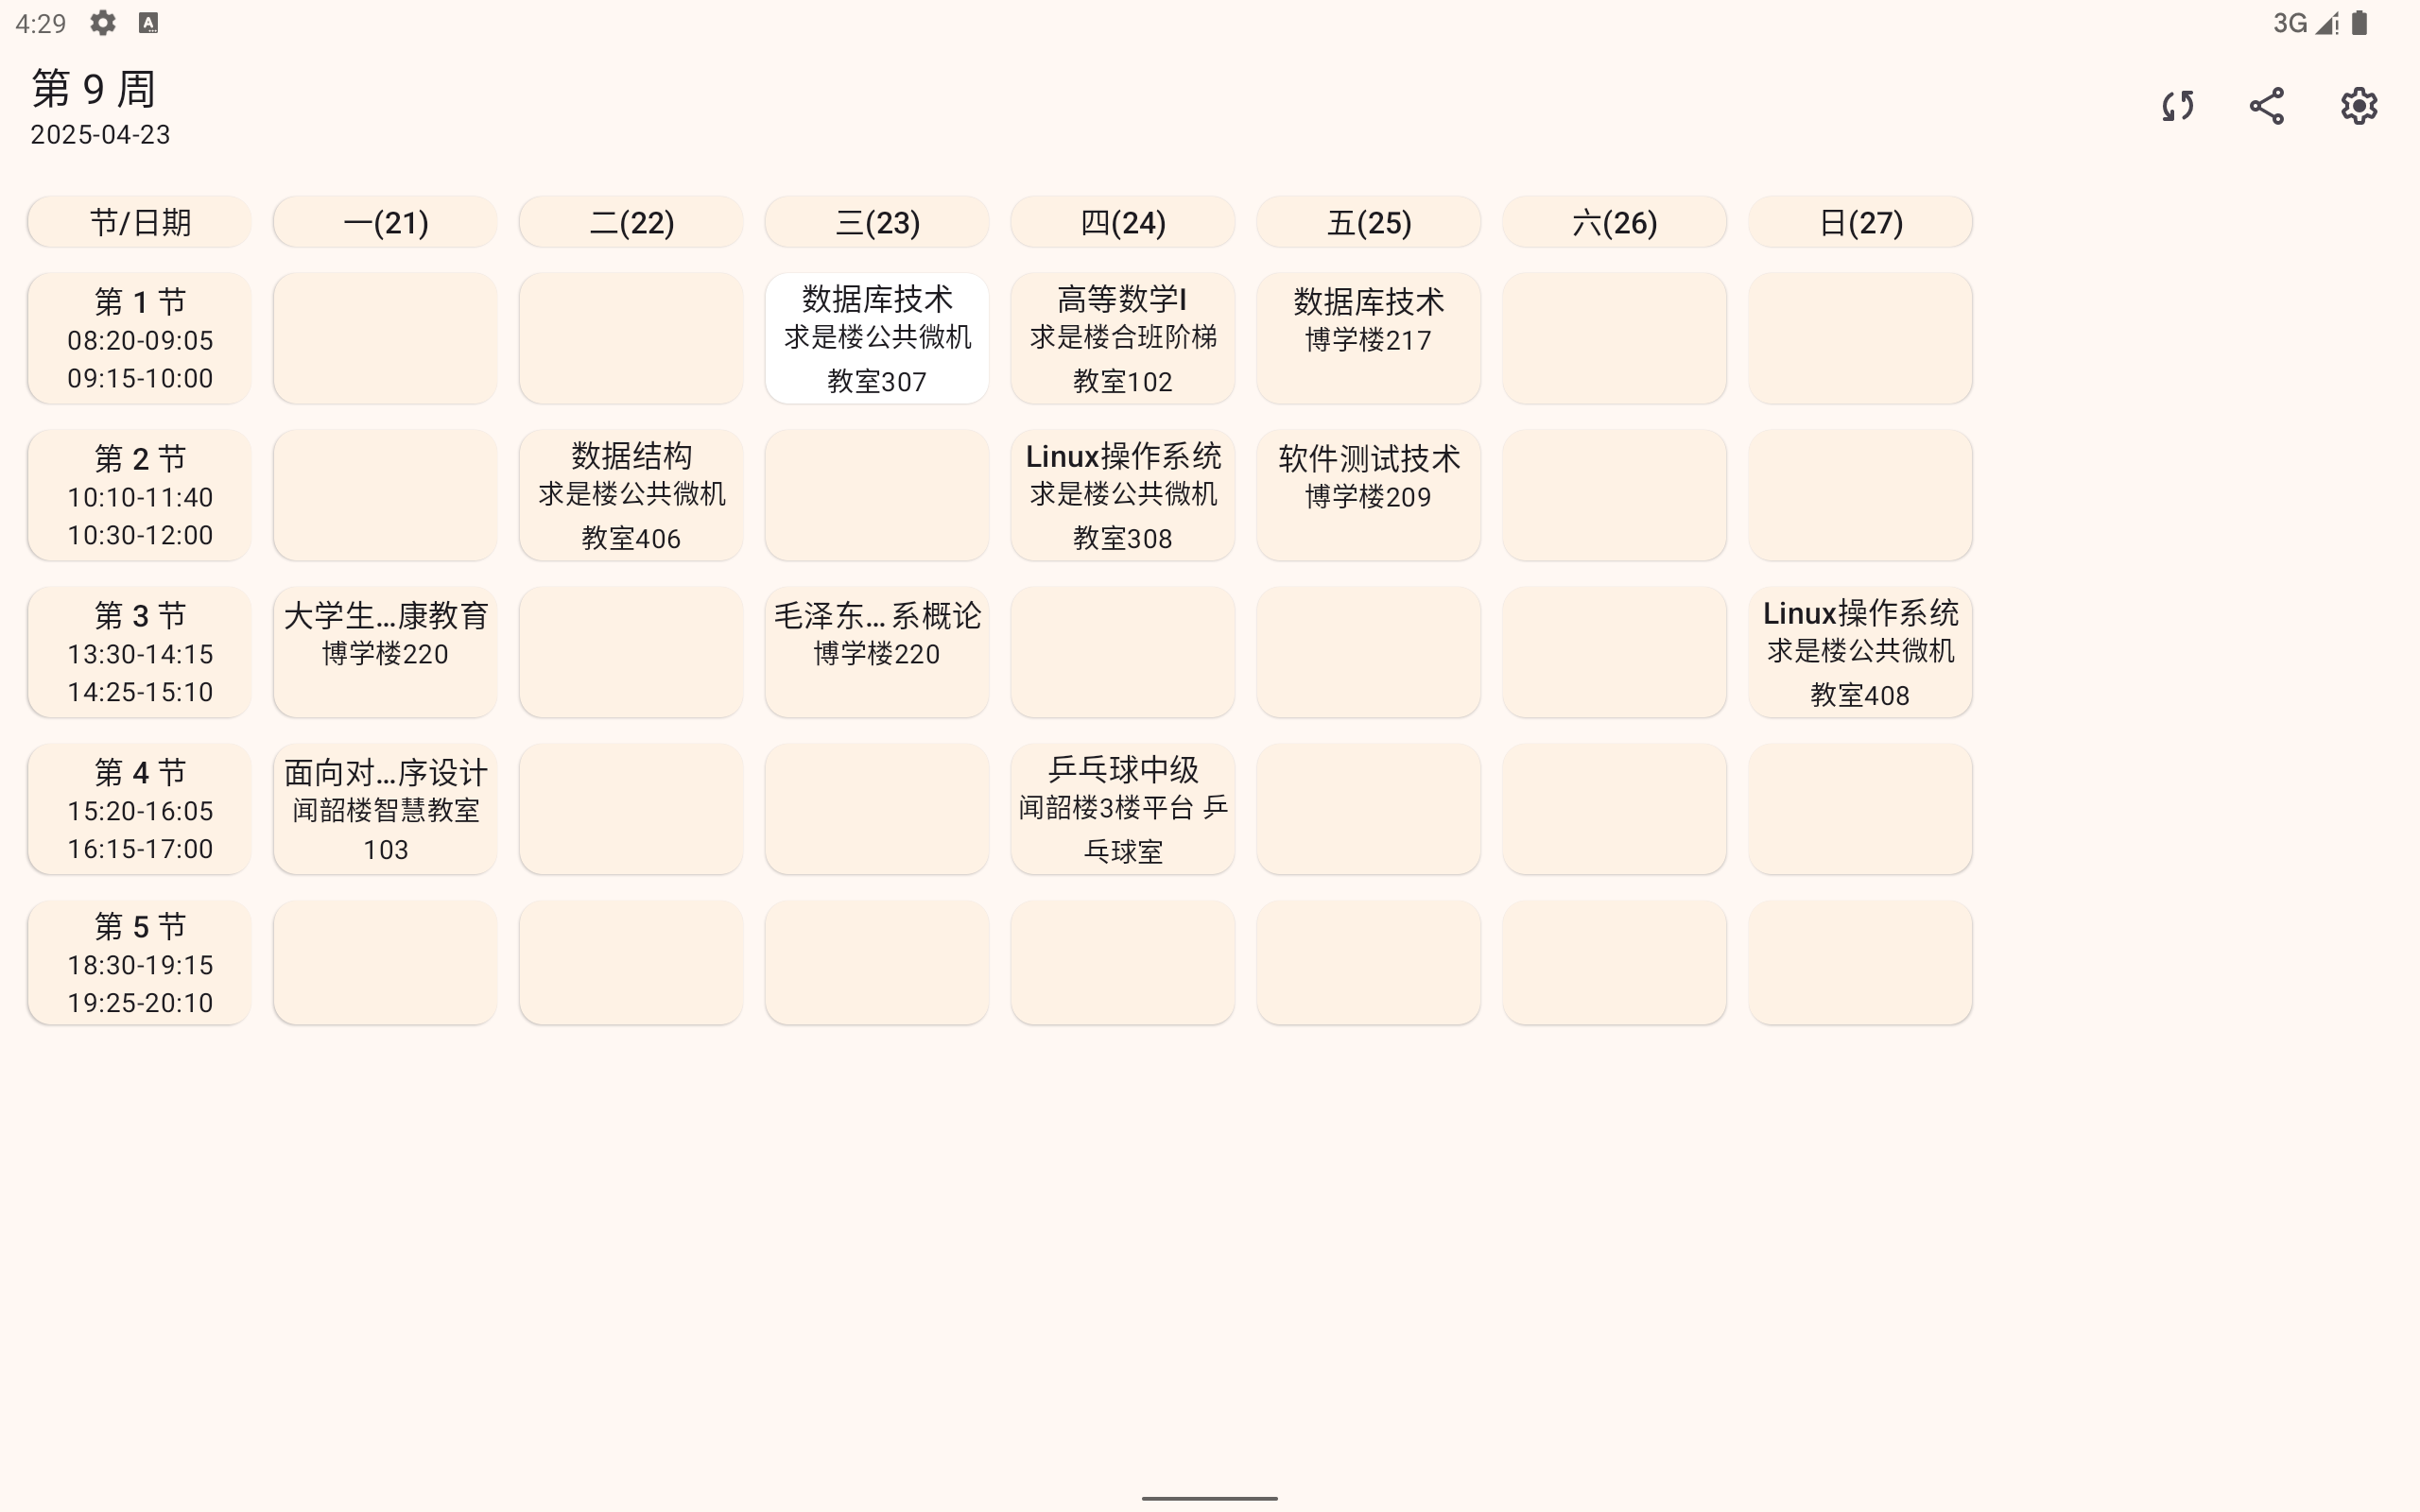 4:29
3G
第 9 周
2025-04-23
节/日期
一(21)
二(22)
三(23)
四(24)
五(25)
六(26)
日(27)
第 1 节
08:20-09:05
09:15-10:00
数据库技术
求是楼公共微机
教室307
高等数学I
求是楼合班阶梯
教室102
数据库技术
博学楼217
第 2 节
10:10-11:40
10:30-12:00
数据结构
求是楼公共微机
教室406
Linux操作系统
求是楼公共微机
教室308
软件测试技术
博学楼209
第 3 节
13:30-14:15
14:25-15:10
大学生...康教育
博学楼220
毛泽东... 系概论
博学楼220
Linux操作系统
求是楼公共微机
教室408
第 4 节
15:20-16:05
16:15-17:00
面向对...序设计
闻韶楼智慧教室
103
乒乓球中级
闻韶楼3楼平台 乒
乓球室
第 5 节
18:30-19:15
19:25-20:10